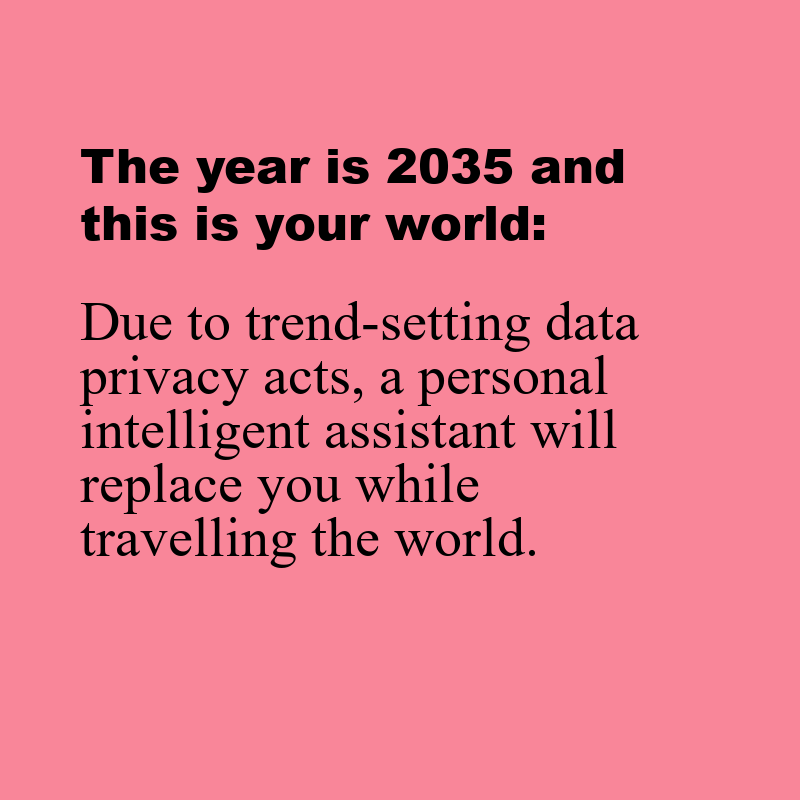 The year is 2035 and
this is your world:
Due to trend-setting data
privacy acts, a personal
intelligent assistant will
replace you while
travelling the world.